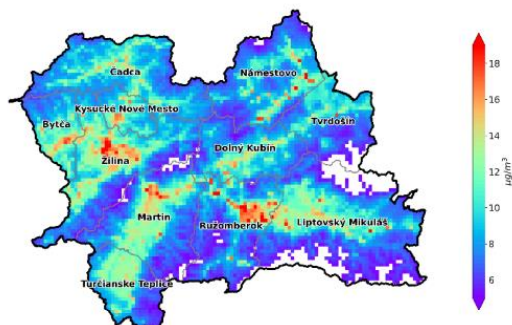 Čadca
Námestovo
Kysucké Nové Mesto
Bytča
Tvrdošín
Dolný Kubín
Žilina
Martin
Ružomberok
Liptovský Mikuláš
Turčianske Teplice
18
16
14
12
10
8
6
µg/m³